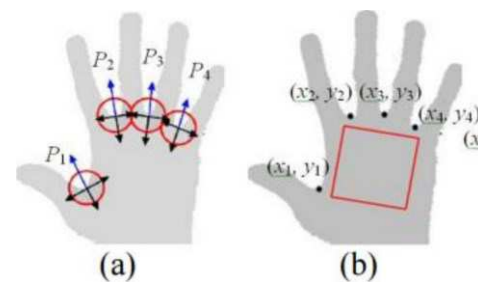 P2 P3 P4
P1
(x2, y2) (x3, y3)
(x4, y4)
(x
(x1, y1)
(a) (b)